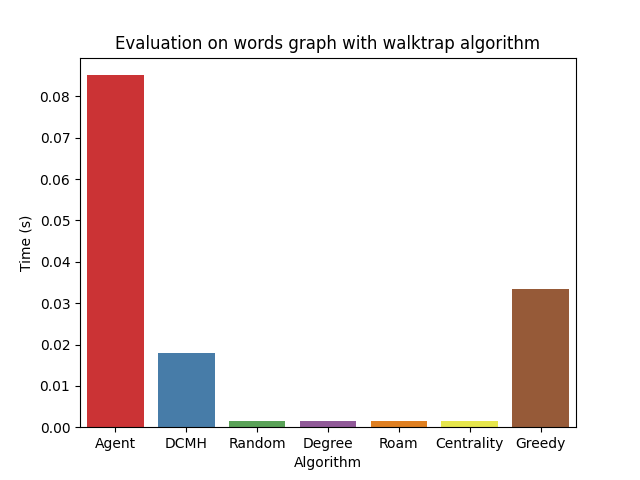 Evaluation on words graph with walktrap algorithm
0.08
0.07
0.06
0.05
0.04
0.03
0.02
0.01
0.00
Time (s)
Agent DCMH Random Degree Roam Centrality Greedy
Algorithm